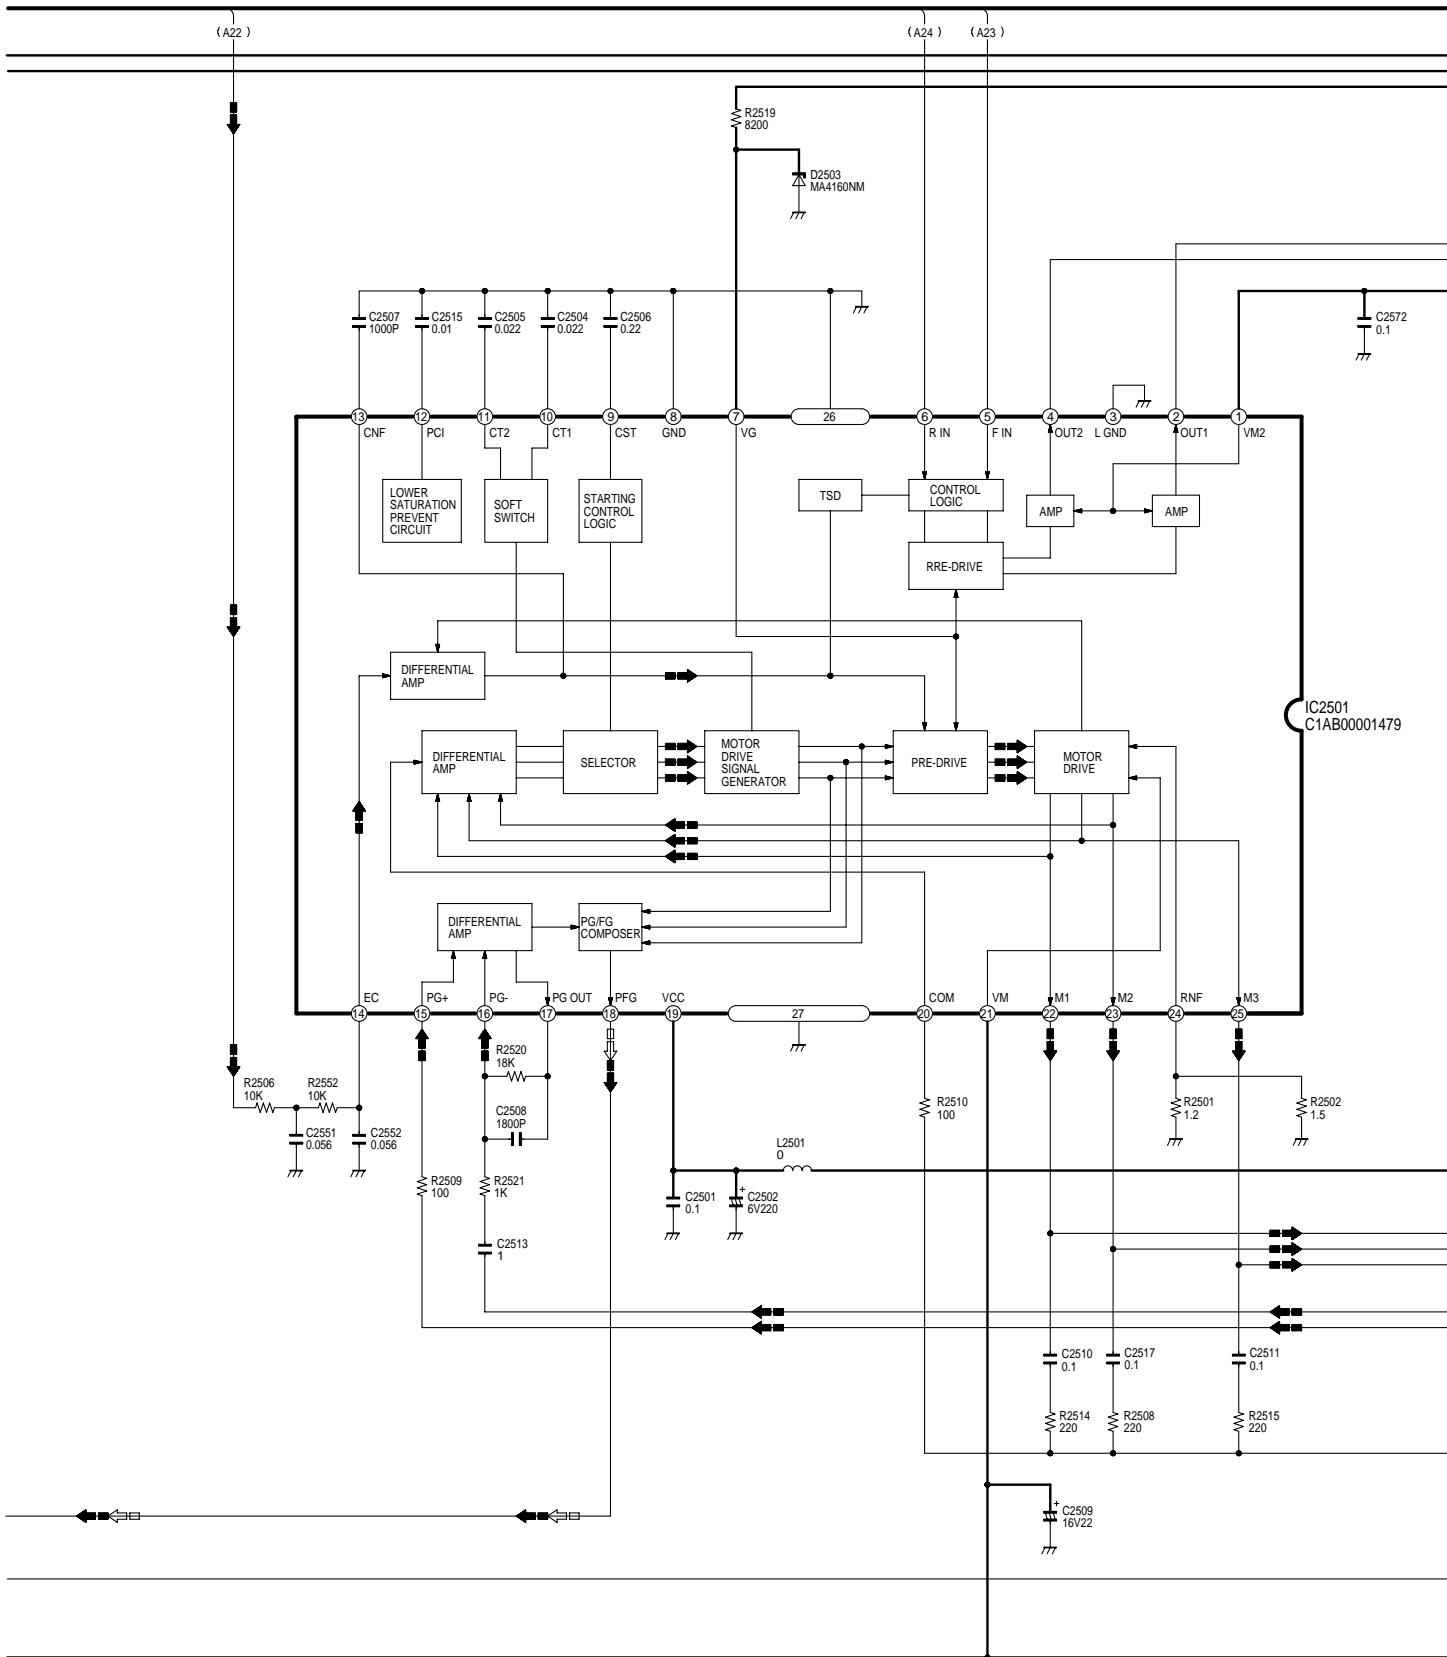 (A22)
(A24)
(A23)
R2519
8200
D2503
MA4160NM
C2507
1000P
C2515
0.01
C2505
0.022
C2504
0.022
C2506
0.22
C2572
0.1
13
12
11
10
9
8
7
26
6
5
4
3
2
1
CNF
PCI
CT2
CT1
CST
GND
VG
R IN
F IN
OUT2
L GND
OUT1
VM2
LOWER
SATURATION
PREVENT
CIRCUIT
SOFT
SWITCH
STARTING
CONTROL
LOGIC
TSD
CONTROL
LOGIC
AMP
AMP
RRE-DRIVE
DIFFERENTIAL
AMP
IC2501
C1AB00001479
DIFFERENTIAL
AMP
SELECTOR
MOTOR
DRIVE
SIGNAL
GENERATOR
PRE-DRIVE
MOTOR
DRIVE
DIFFERENTIAL
AMP
PG/FG
COMPOSER
EC
PG+
PG-
PG OUT
PFG
VCC
COM
VM
M1
M2
RNF
M3
14
15
16
17
18
19
27
20
21
22
23
24
25
R2506
10K
R2552
10K
R2520
18K
C2508
1800P
C2551
0.056
C2552
0.056
R2510
100
R2501
1.2
R2502
1.5
L2501
0
R2509
100
R2521
1K
C2501
0.1
C2502
6V220
+
C2513
1
C2510
0.1
C2517
0.1
C2511
0.1
R2514
220
R2508
220
R2515
220
+
C2509
16V22